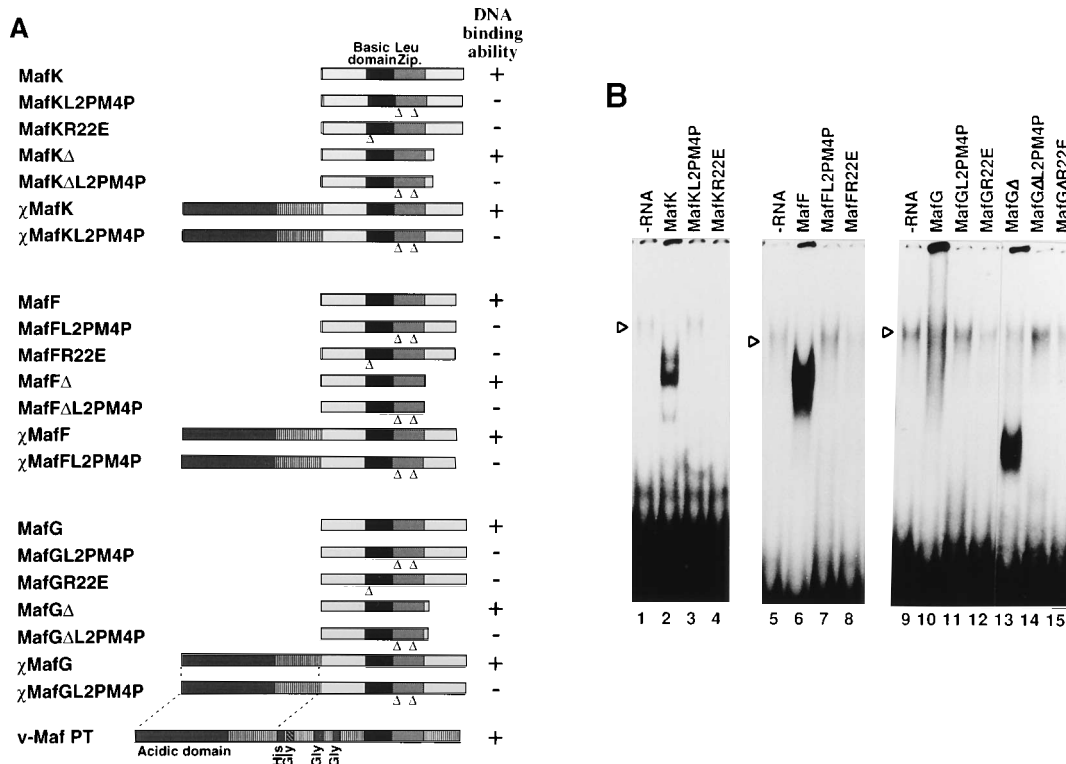 A
DNA
binding
ability
Basic Leu
domain Zip.
MafK +
MafKL2PM4P -
Δ Δ
MafKR22E -
Δ
MafKΔ +
MafKΔL2PM4P -
Δ Δ
χMafK +
χMafKL2PM4P -
Δ Δ
MafF +
MafFL2PM4P -
Δ Δ
MafFR22E -
Δ
MafFΔ +
MafFΔL2PM4P -
Δ Δ
χMafF +
χMafFL2PM4P -
Δ Δ
MafG +
MafGL2PM4P -
Δ Δ
MafGR22E -
Δ
MafGΔ +
MafGΔL2PM4P -
Δ Δ
χMafG +
χMafGL2PM4P -
Δ Δ
v-Maf PT +
Acidic domain His Gly Gly Gly
B
-RNA
MafK
MafKL2PM4P
MafKR22E
-RNA
MafF
MafFL2PM4P
MafFR22E
-RNA
MafG
MafGL2PM4P
MafGR22E
MafGΔ
MafGΔL2PM4P
MafGΔR22E
1 2 3 4
5 6 7 8
9 10 11 12 13 14 15